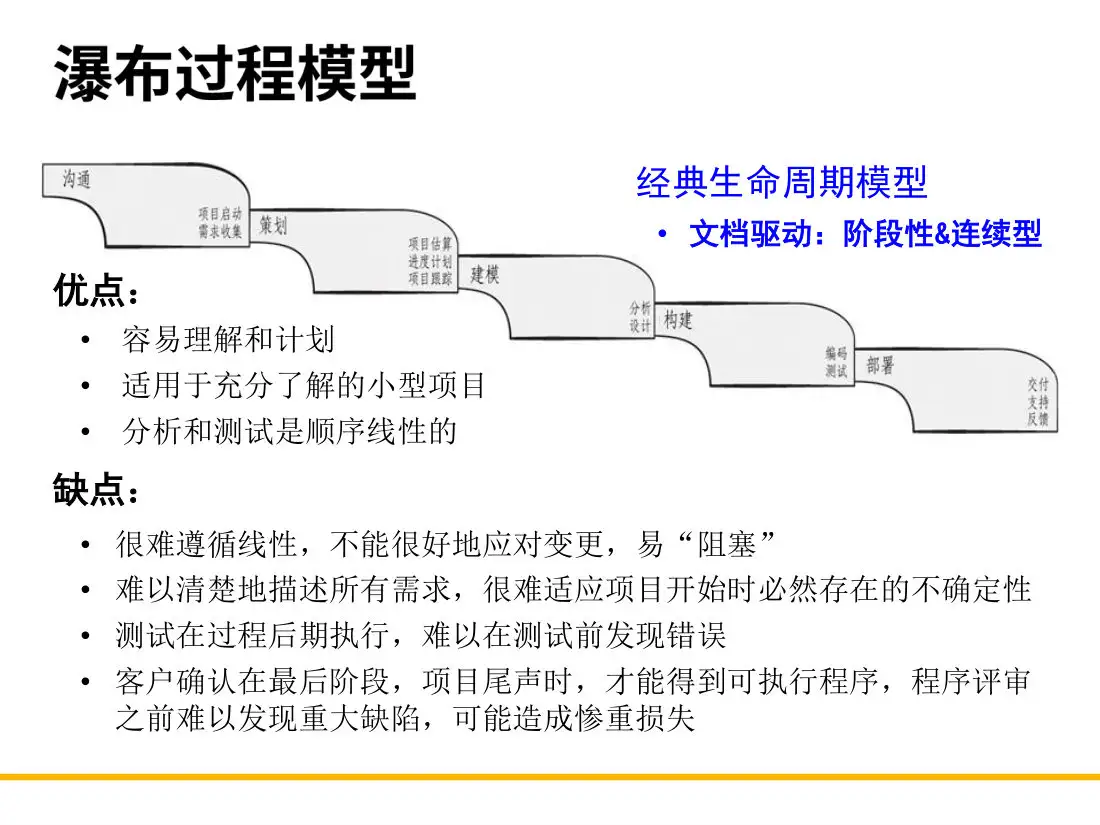 瀑布过程模型
沟通
项目启动
需求收集
策划
项目估算
进度计划
项目跟踪
建模
分析
设计
构建
编码
测试
部署
交付
支持
反馈
经典生命周期模型
• 文档驱动：阶段性&连续型
优点：
• 容易理解和计划
• 适用于充分了解的小型项目
• 分析和测试是顺序线性的
缺点：
• 很难遵循线性，不能很好地应对变更，易“阻塞”
• 难以清楚地描述所有需求，很难适应项目开始时必然存在的不确定性
• 测试在过程后期执行，难以在测试前发现错误
• 客户确认在最后阶段，项目尾声时，才能得到可执行程序，程序评审
之前难以发现重大缺陷，可能造成惨重损失